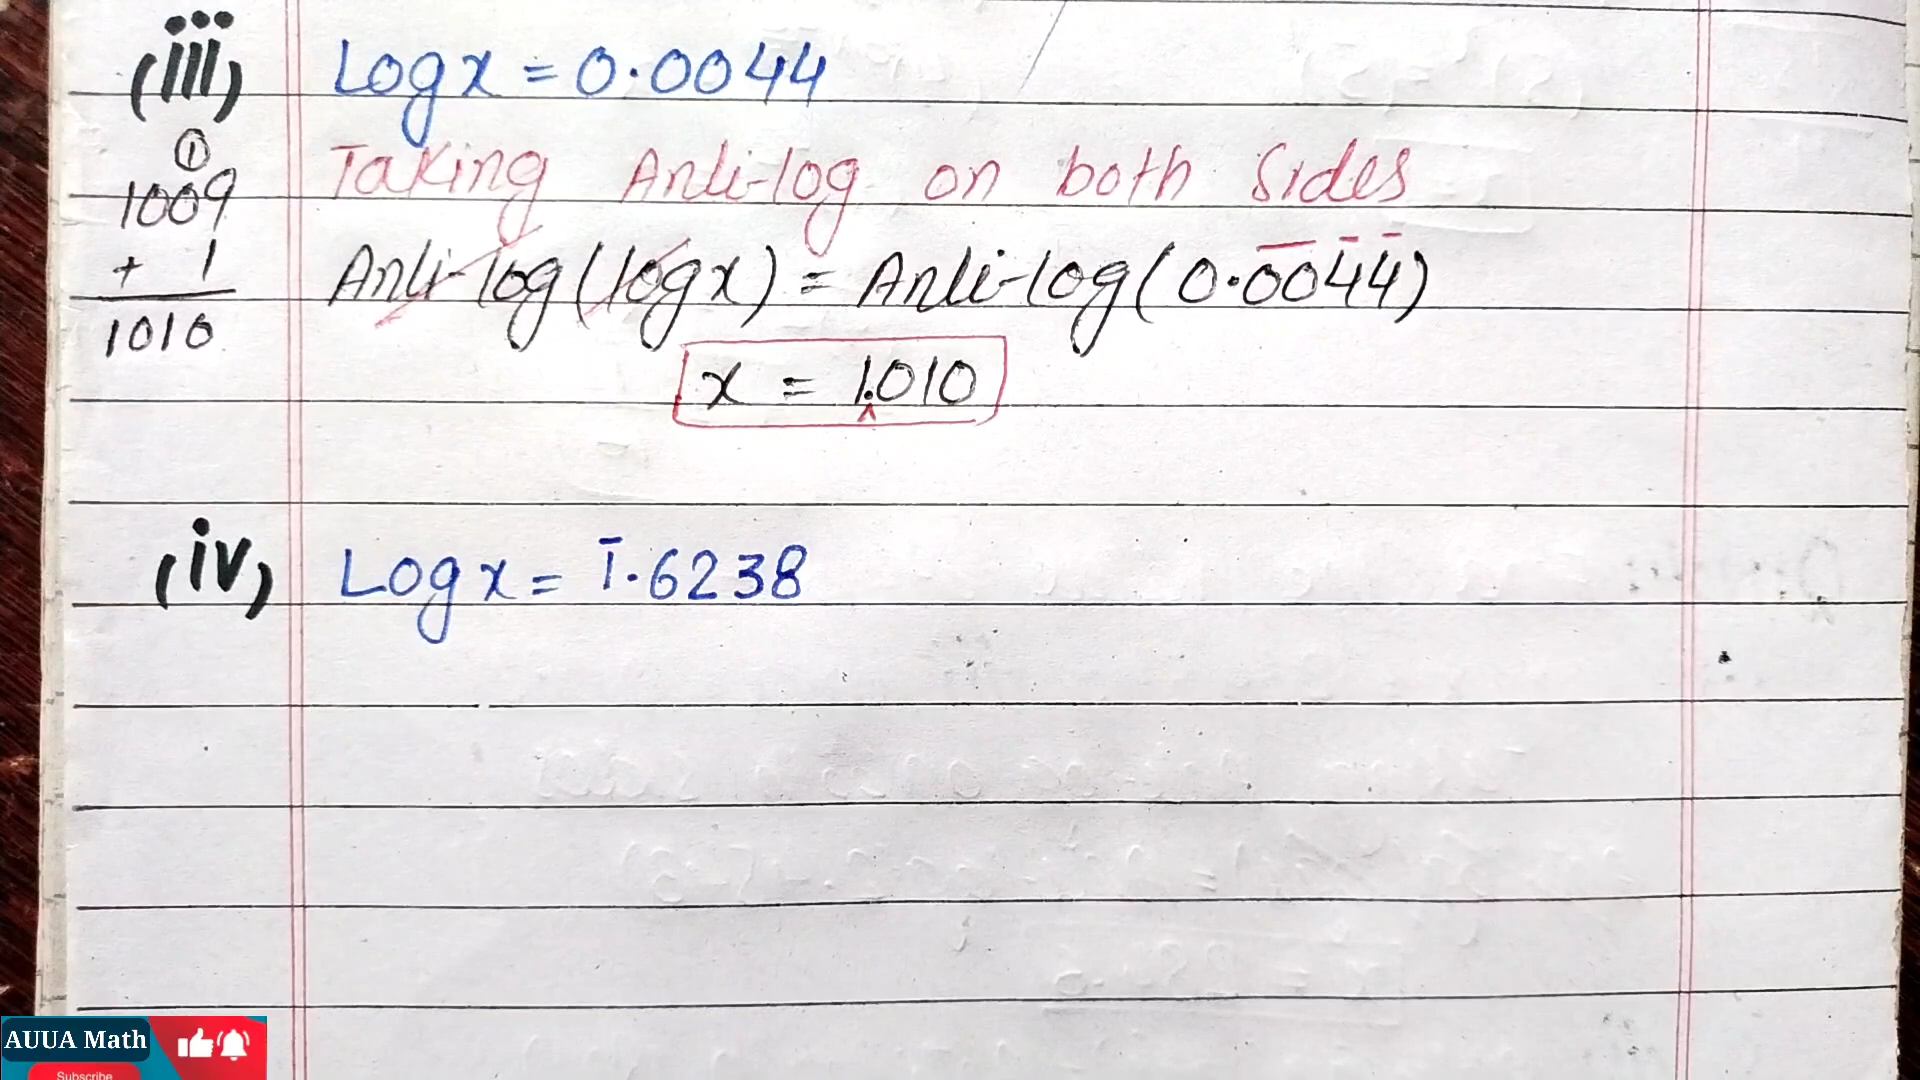 (iii) Log x = 0.0044
①
1009 Taking Anti-log on both Sides
+ 1 Anti-log (log x) = Anti-log (0.0044)
1010
x = 1.010
(iv) Log x = 1̄.6238
AUUA Math
Subscribe